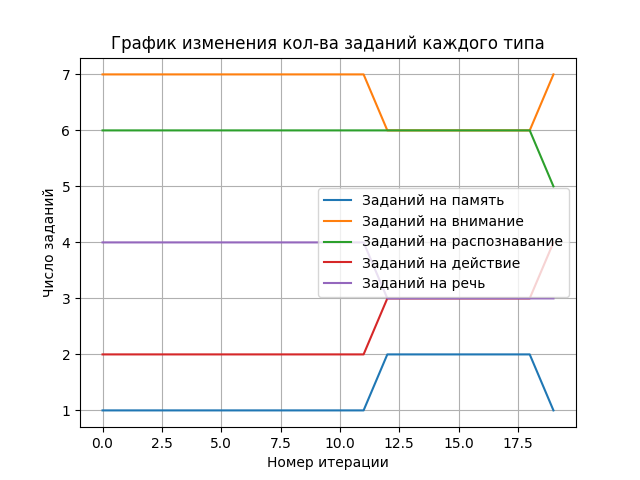 График изменения кол-ва заданий каждого типа
Число заданий
7
6
5
4
3
2
1
Заданий на память
Заданий на внимание
Заданий на распознавание
Заданий на действие
Заданий на речь
0.0 2.5 5.0 7.5 10.0 12.5 15.0 17.5
Номер итерации